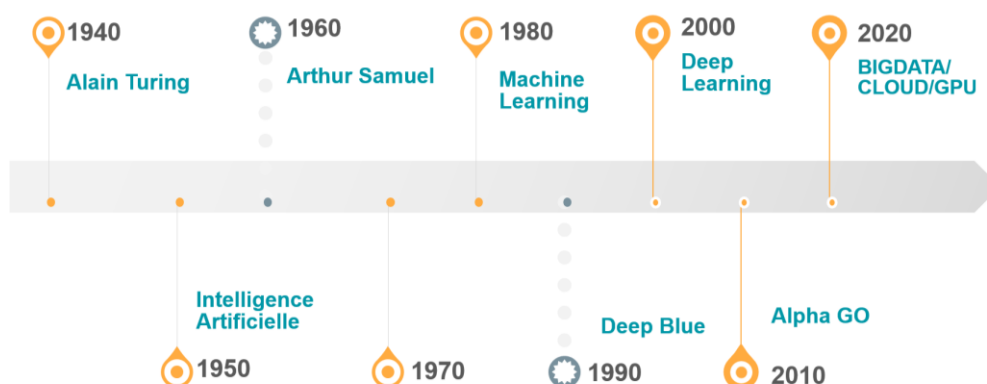 1940
Alain Turing
1960
Arthur Samuel
1980
Machine
Learning
2000
Deep
Learning
2020
BIGDATA/
CLOUD/GPU
Intelligence
Artificielle
1950
1970
Deep Blue
1990
Alpha GO
2010